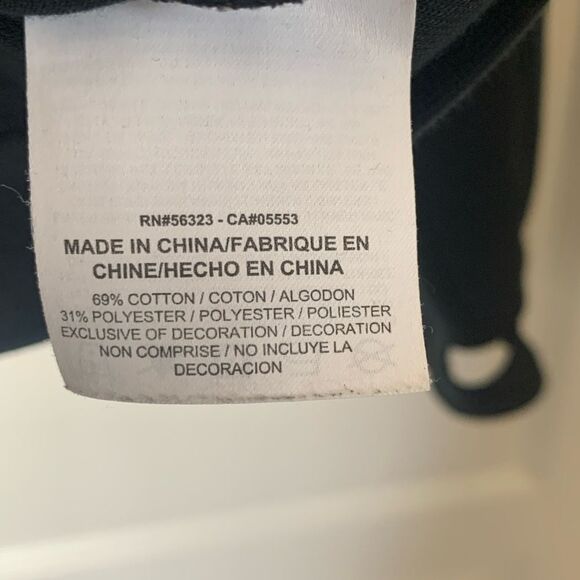 RN#56323 - CA#05553
MADE IN CHINA/FABRIQUE EN
CHINE/HECHO EN CHINA
69% COTTON / COTON / ALGODON
31% POLYESTER / POLYESTER / POLIESTER
EXCLUSIVE OF DECORATION / DECORATION
NON COMPRISE / NO INCLUYE LA
DECORACION